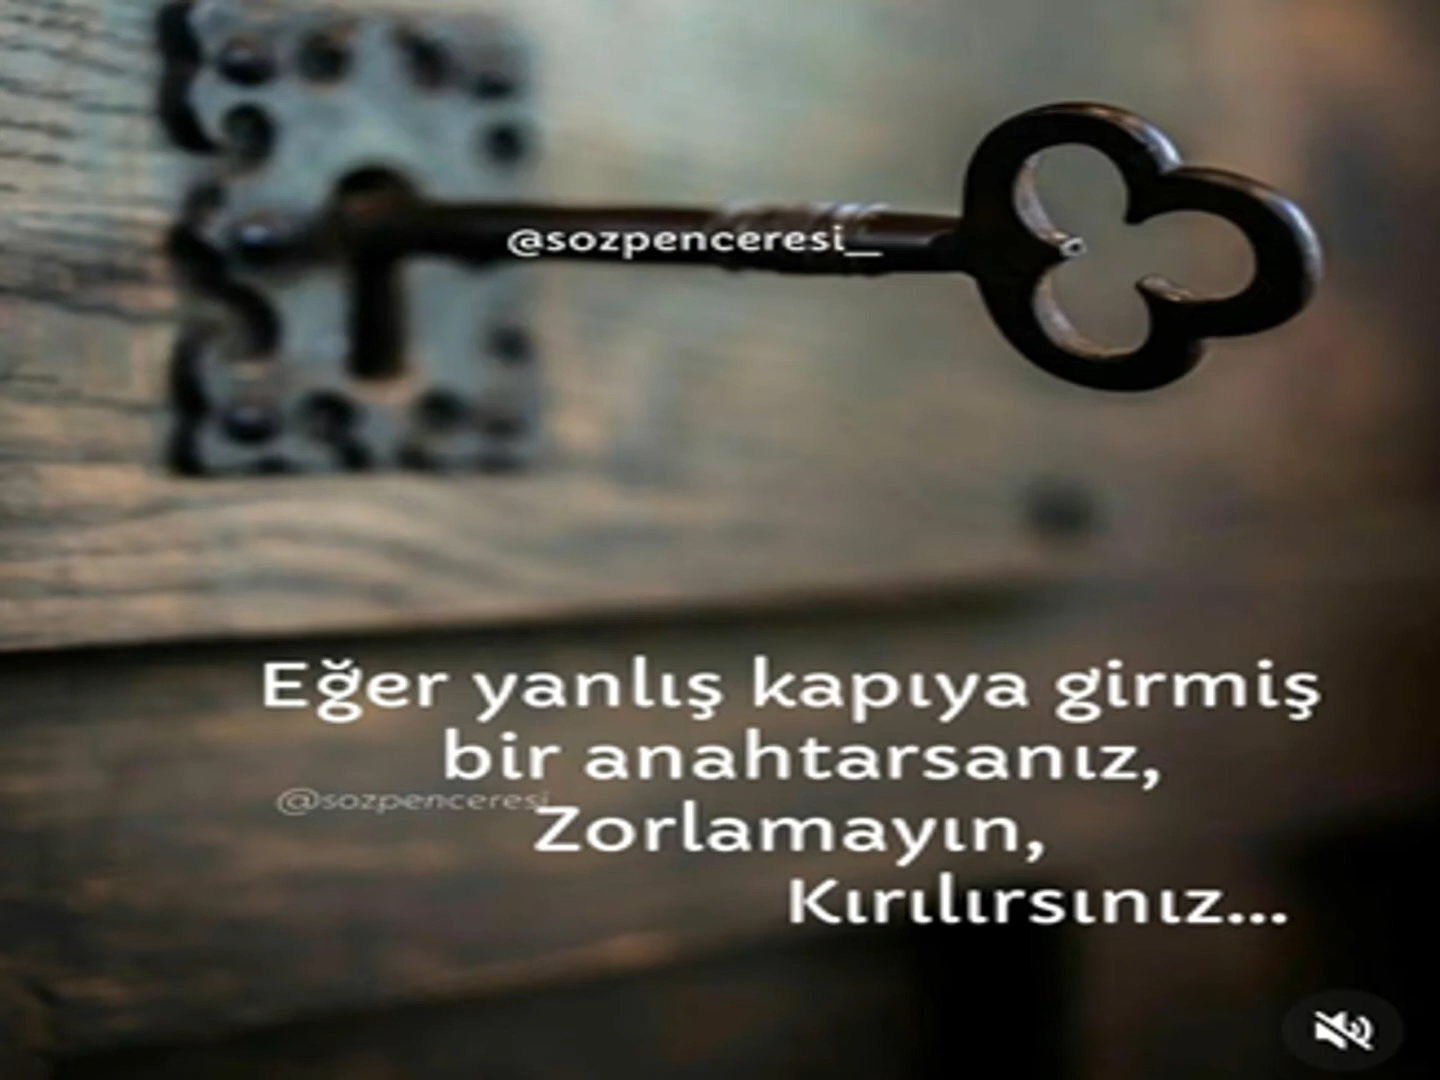 @sozpenceresi_
Eğer yanlış kapıya girmiş
bir anahtarsanız,
@sozpenceresi
Zorlamayın,
Kırılırsınız...